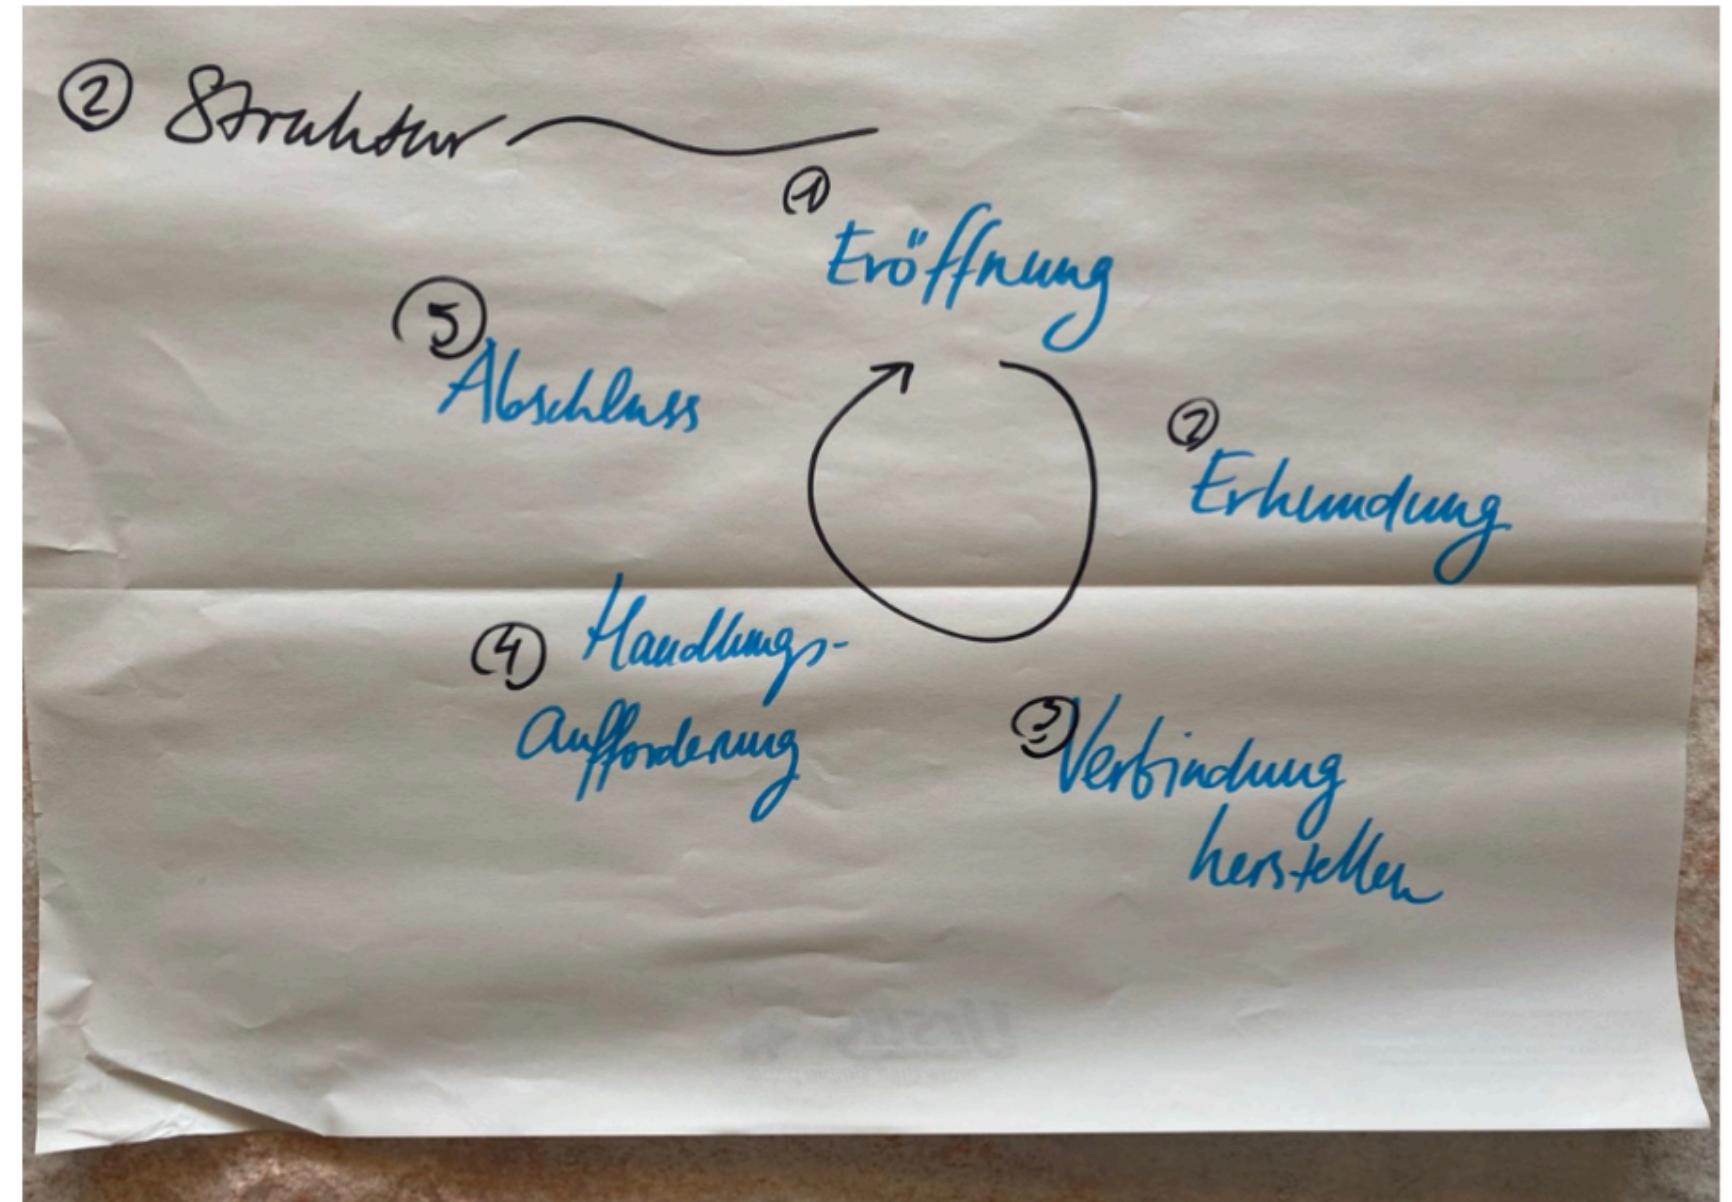 ② Struktur
①
Eröffnung
②
Erkundung
③ Verbindung
herstellen
④ Handlungs-
aufforderung
⑤
Abschluss